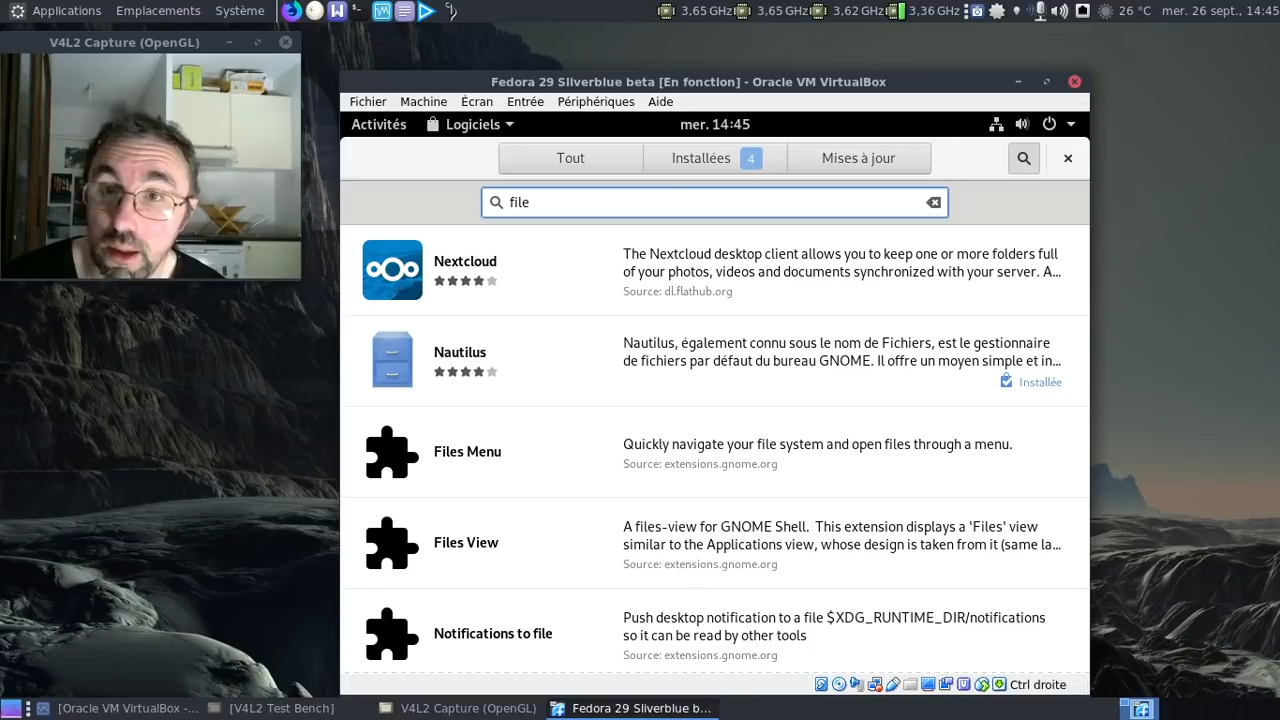 Applications Emplacements Système 3,65 GHz 3,65 GHz 3,62 GHz 3,36 GHz 26 °C mer. 26 sept., 14:45
V4L2 Capture (OpenGL)
Fedora 29 Sliverblue beta [En fonction] - Oracle VM VirtualBox
Fichier Machine Écran Entrée Périphériques Aide
Activités Logiciels mer. 14:45
Tout Installées 4 Mises à jour
file
Nextcloud
The Nextcloud desktop client allows you to keep one or more folders full
of your photos, videos and documents synchronized with your server. A...
Source: dl.flathub.org
Nautilus
Nautilus, également connu sous le nom de Fichiers, est le gestionnaire
de fichiers par défaut du bureau GNOME. Il offre un moyen simple et in...
Installée
Files Menu
Quickly navigate your file system and open files through a menu.
Source: extensions.gnome.org
Files View
A files-view for GNOME Shell. This extension displays a 'Files' view
similar to the Applications view, whose design is taken from it (same la...
Source: extensions.gnome.org
Notifications to file
Push desktop notification to a file $XDG_RUNTIME_DIR/notifications
so it can be read by other tools
Source: extensions.gnome.org
Ctrl droite
[Oracle VM VirtualBox -... [V4L2 Test Bench] V4L2 Capture (OpenGL) Fedora 29 Sliverblue b...